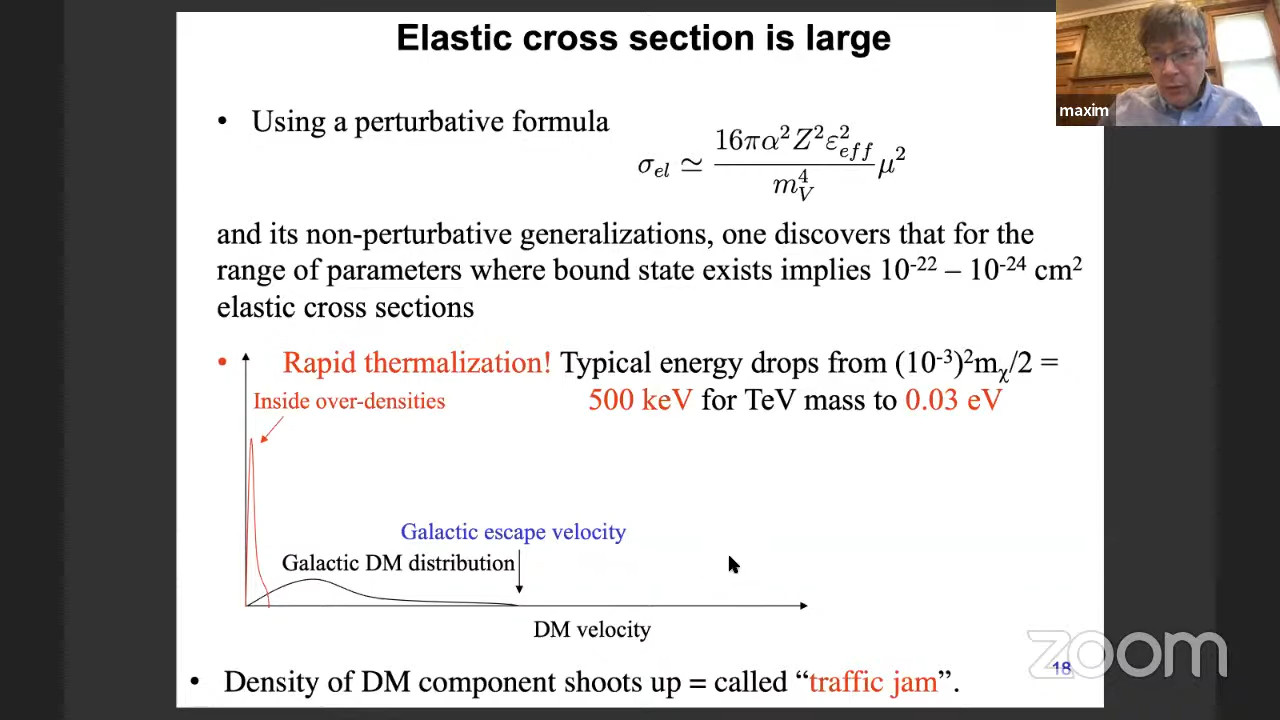 Elastic cross section is large
maxim
• Using a perturbative formula
σ_el ≃ 16πα²Z²ε²_eff / m_V⁴ μ²
and its non-perturbative generalizations, one discovers that for the
range of parameters where bound state exists implies 10⁻²² – 10⁻²⁴ cm²
elastic cross sections
• Rapid thermalization! Typical energy drops from (10⁻³)²m_χ/2 =
500 keV for TeV mass to 0.03 eV
Inside over-densities
Galactic escape velocity
Galactic DM distribution
DM velocity
zoom
18
• Density of DM component shoots up = called “traffic jam”.